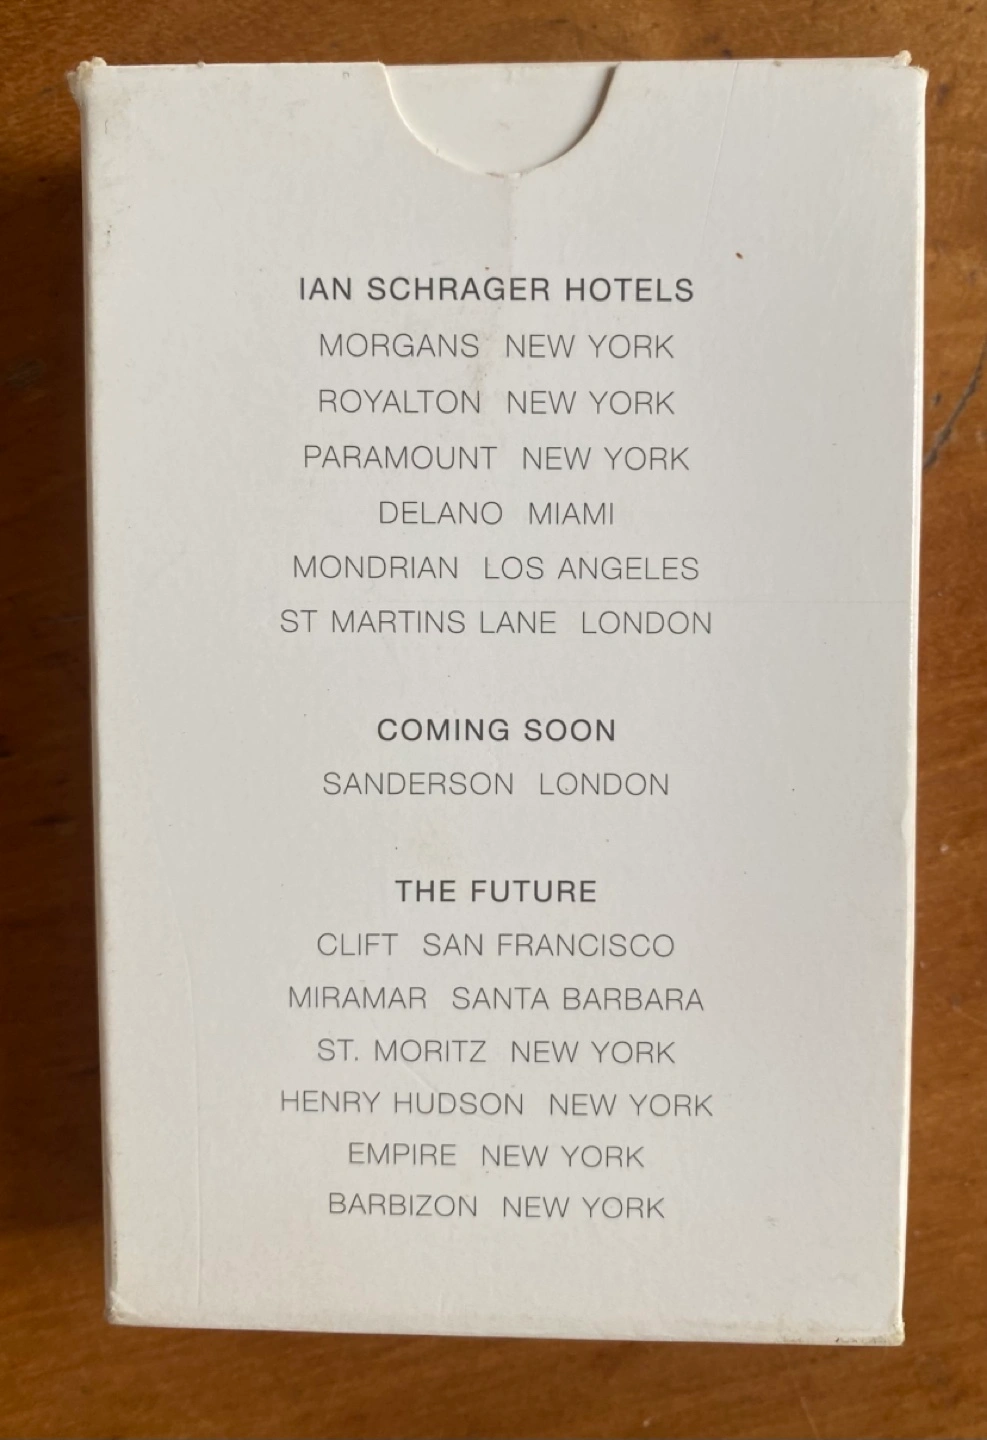 IAN SCHRAGER HOTELS
MORGANS NEW YORK
ROYALTON NEW YORK
PARAMOUNT NEW YORK
DELANO MIAMI
MONDRIAN LOS ANGELES
ST MARTINS LANE LONDON
COMING SOON
SANDERSON LONDON
THE FUTURE
CLIFT SAN FRANCISCO
MIRAMAR SANTA BARBARA
ST. MORITZ NEW YORK
HENRY HUDSON NEW YORK
EMPIRE NEW YORK
BARBIZON NEW YORK